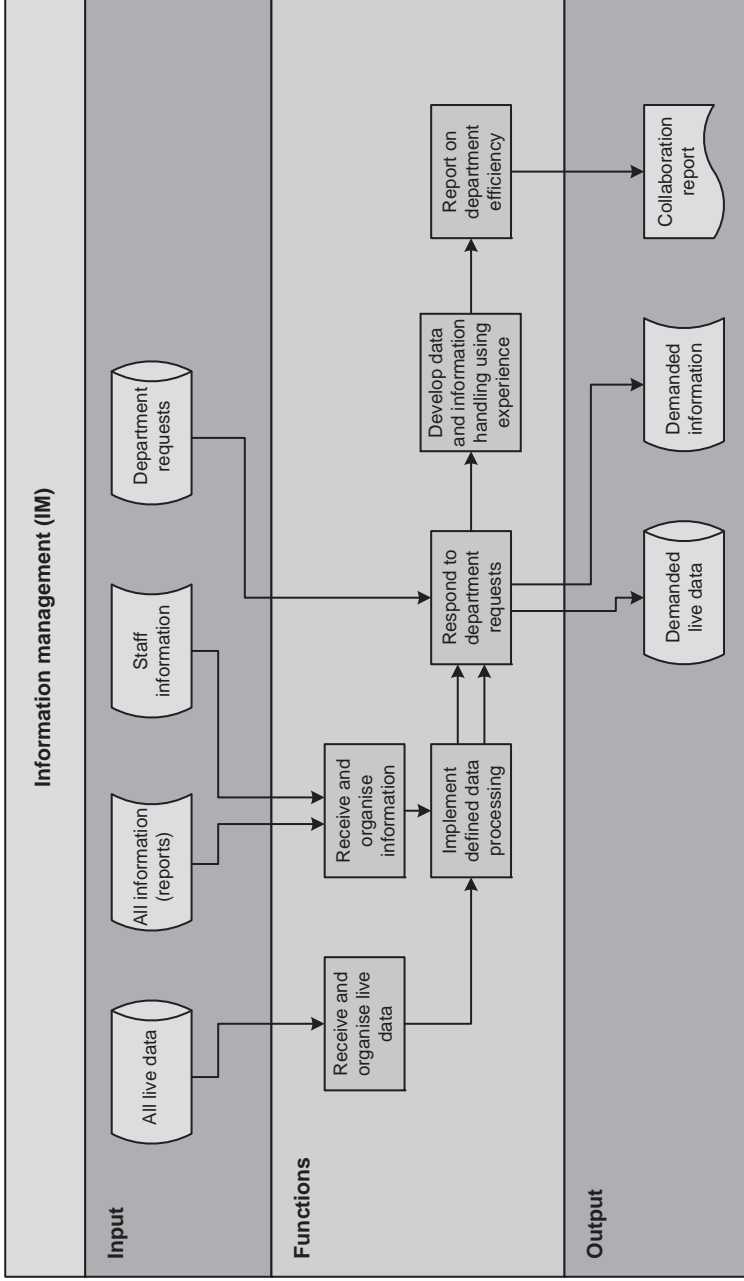 Information management (IM)
Input
All live data
All information
(reports)
Staff
information
Department
requests
Functions
Receive and
organise live
data
Receive and
organise
information
Implement
defined data
processing
Respond to
department
requests
Develop data
and information
handling using
experience
Report on
department
efficiency
Output
Demanded
live data
Demanded
information
Collaboration
report